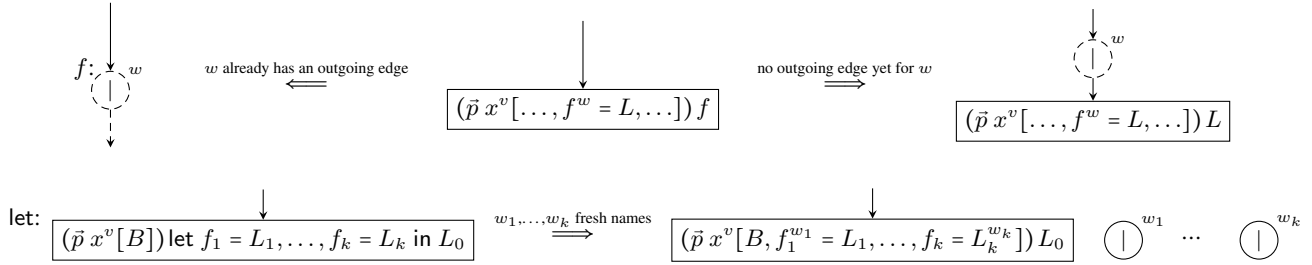 f: | w
w already has an outgoing edge
(p⃗ x^v[…, f^w = L, …]) f
no outgoing edge yet for w
| w
(p⃗ x^v[…, f^w = L, …]) L
let: (p⃗ x^v[B]) let f_1 = L_1, …, f_k = L_k in L_0
w_1,…,w_k fresh names
(p⃗ x^v[B, f_1^{w_1} = L_1, …, f_k = L_k^{w_k}]) L_0
| w_1 ⋯ | w_k